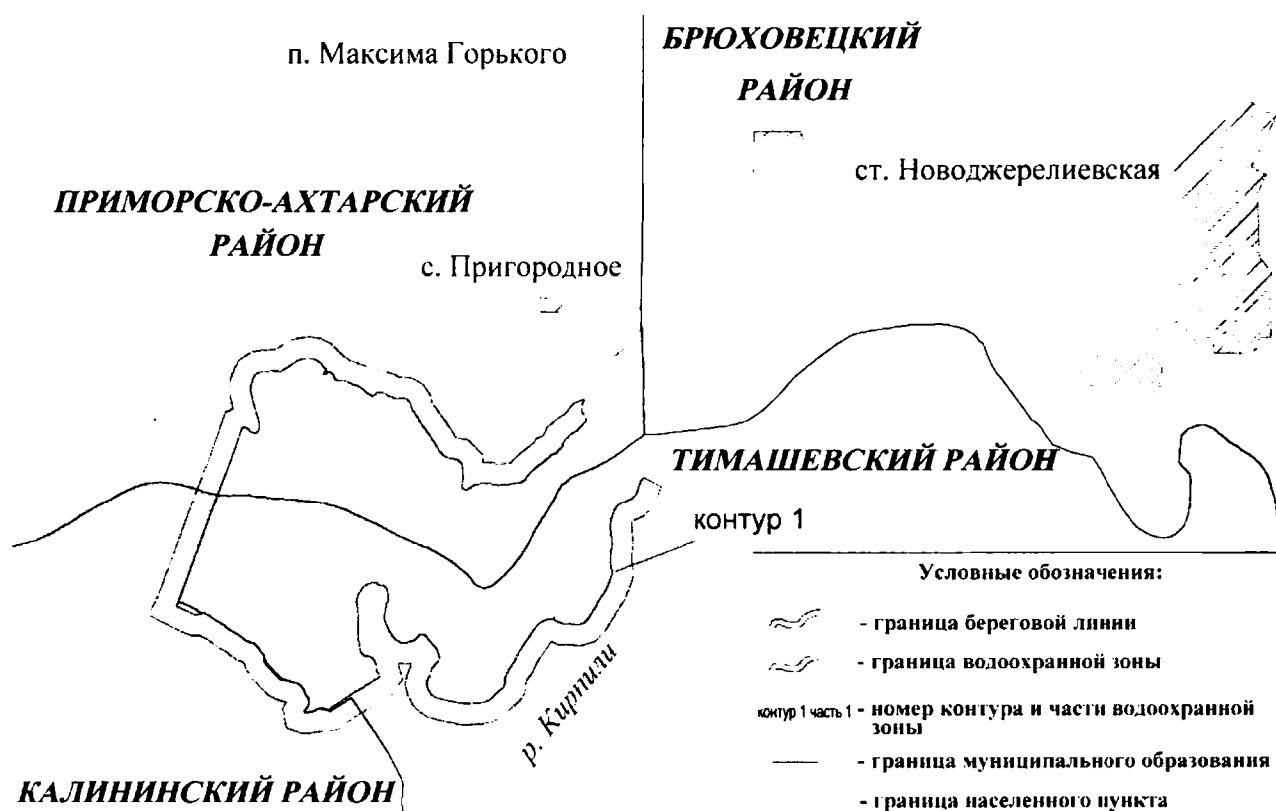 п. Максима Горького
БРЮХОВЕЦКИЙ
РАЙОН
ст. Новоджерелиевская
ПРИМОРСКО-АХТАРСКИЙ
РАЙОН
с. Пригородное
ТИМАШЕВСКИЙ РАЙОН
контур 1
р. Кирпили
КАЛИНИНСКИЙ РАЙОН
Условные обозначения:
- граница береговой линии
- граница водоохранной зоны
контур 1 часть 1 - номер контура и части водоохранной
зоны
- граница муниципального образования
- граница населенного пункта